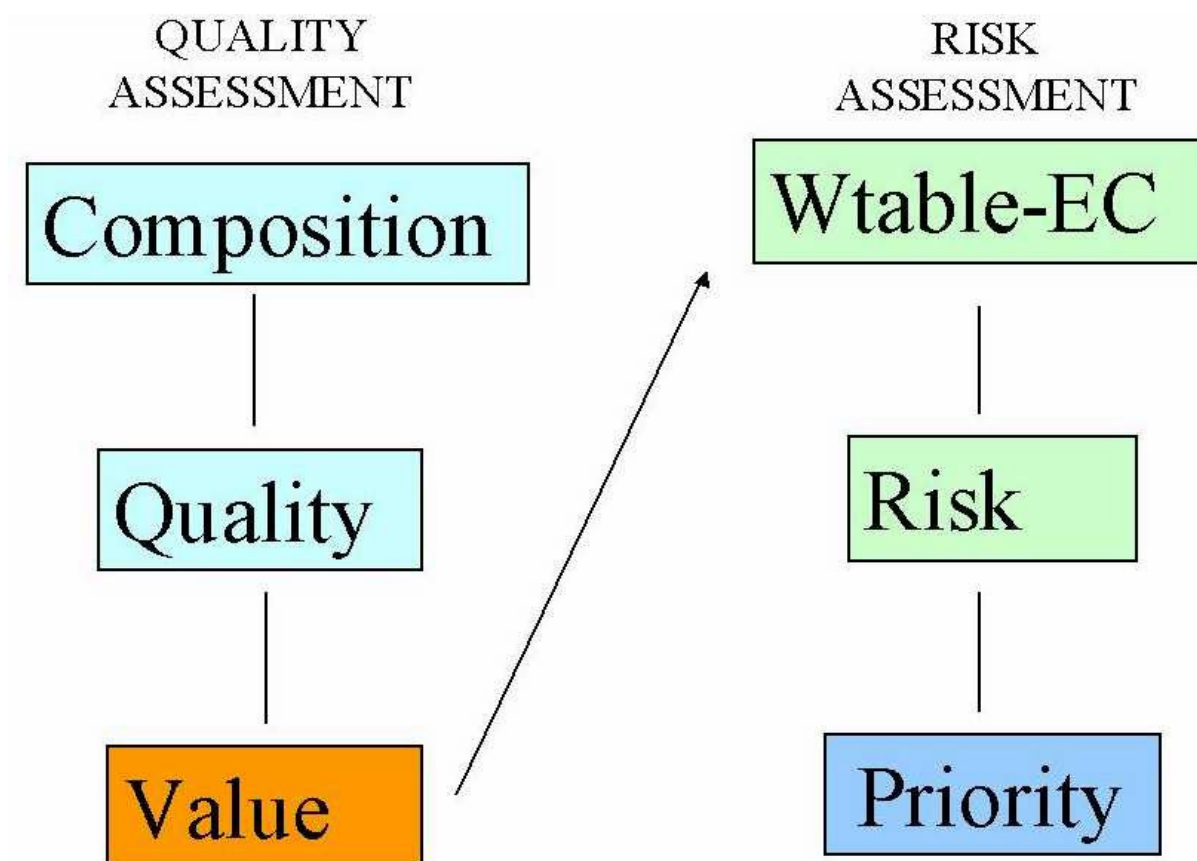 QUALITY
ASSESSMENT
Composition
Quality
Value
RISK
ASSESSMENT
Wtable-EC
Risk
Priority